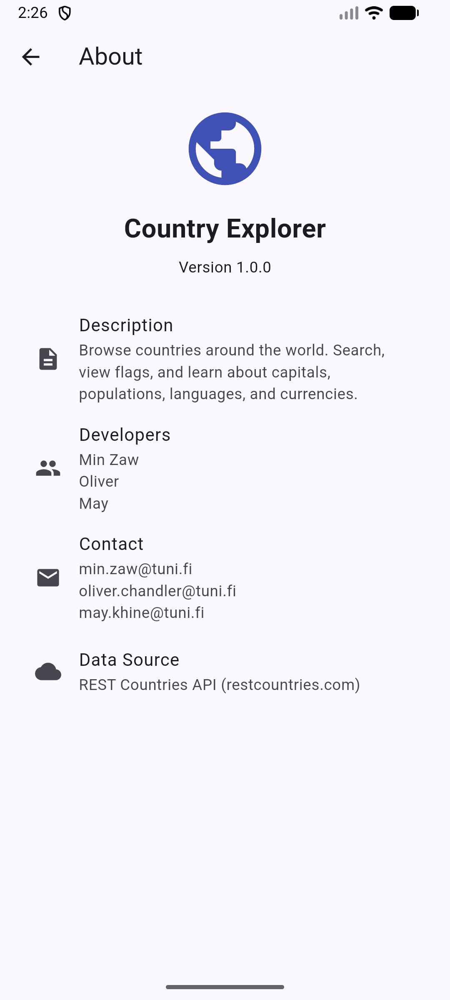 2:26
About
Country Explorer
Version 1.0.0
Description
Browse countries around the world. Search,
view flags, and learn about capitals,
populations, languages, and currencies.
Developers
Min Zaw
Oliver
May
Contact
min.zaw@tuni.fi
oliver.chandler@tuni.fi
may.khine@tuni.fi
Data Source
REST Countries API (restcountries.com)